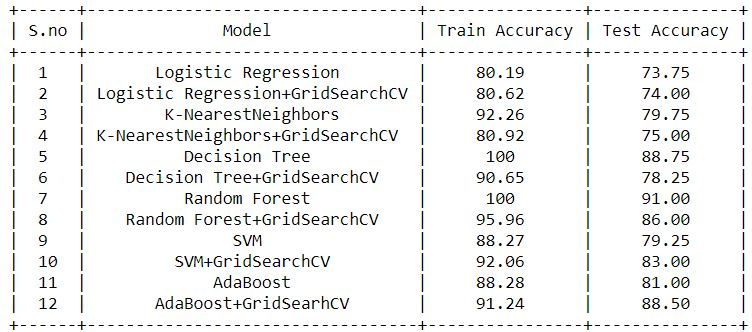 +------+------------------------------+----------------+---------------+
| S.no | Model | Train Accuracy | Test Accuracy |
+------+------------------------------+----------------+---------------+
| 1 | Logistic Regression | 80.19 | 73.75 |
| 2 | Logistic Regression+GridSearchCV | 80.62 | 74.00 |
| 3 | K-NearestNeighbors | 92.26 | 79.75 |
| 4 | K-NearestNeighbors+GridSearchCV | 80.92 | 75.00 |
| 5 | Decision Tree | 100 | 88.75 |
| 6 | Decision Tree+GridSearchCV | 90.65 | 78.25 |
| 7 | Random Forest | 100 | 91.00 |
| 8 | Random Forest+GridSearchCV | 95.96 | 86.00 |
| 9 | SVM | 88.27 | 79.25 |
| 10 | SVM+GridSearchCV | 92.06 | 83.00 |
| 11 | AdaBoost | 88.28 | 81.00 |
| 12 | AdaBoost+GridSearhCV | 91.24 | 88.50 |
+------+------------------------------+----------------+---------------+